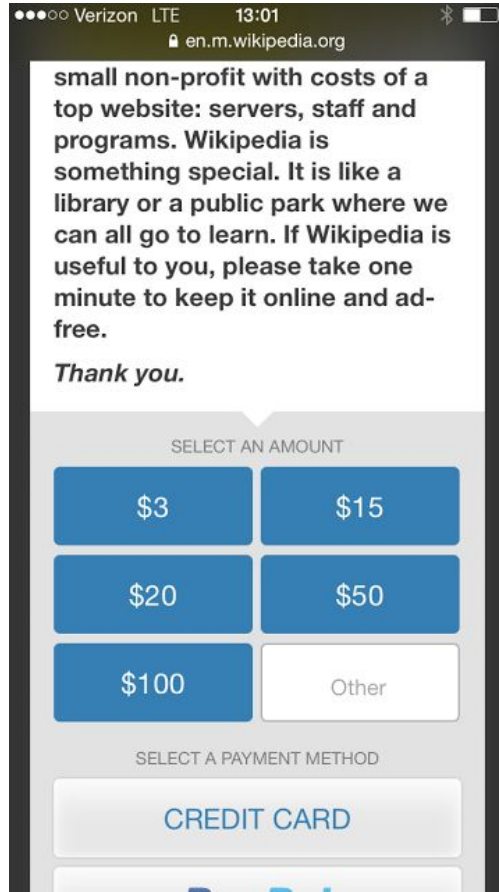 Verizon LTE 13:01
en.m.wikipedia.org
small non-profit with costs of a
top website: servers, staff and
programs. Wikipedia is
something special. It is like a
library or a public park where we
can all go to learn. If Wikipedia is
useful to you, please take one
minute to keep it online and ad-
free.
Thank you.
SELECT AN AMOUNT
$3 $15
$20 $50
$100 Other
SELECT A PAYMENT METHOD
CREDIT CARD